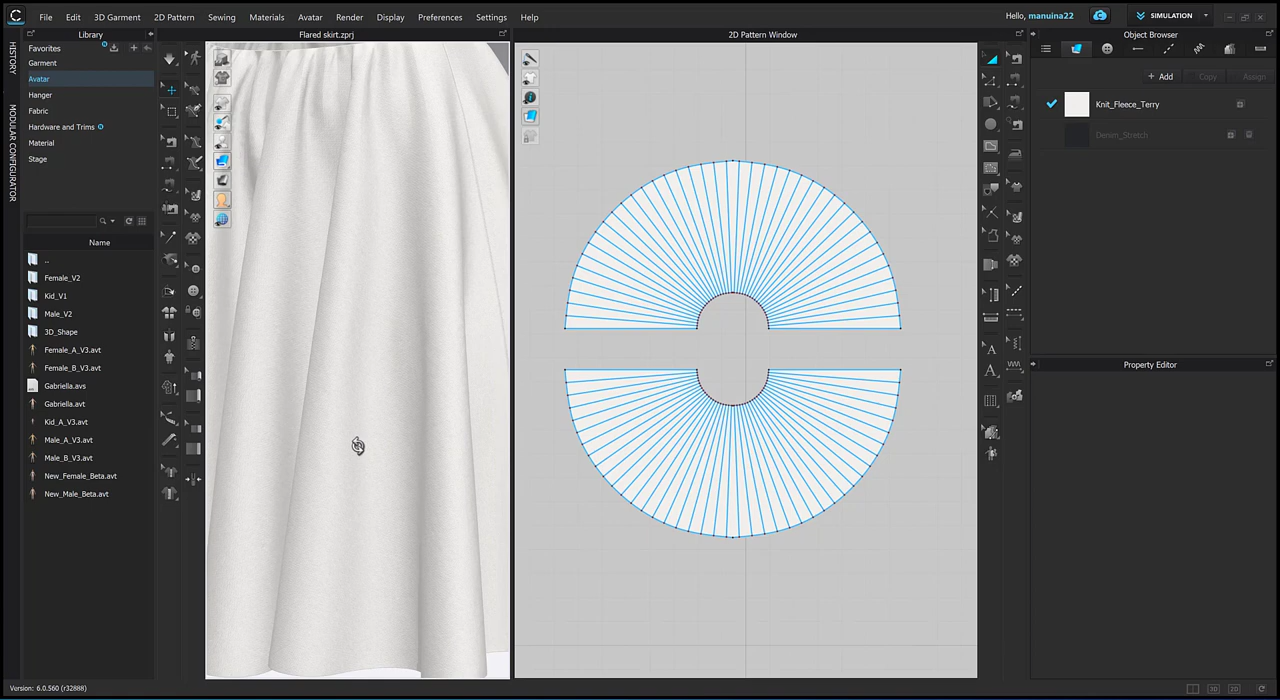 C File Edit 3D Garment 2D Pattern Sewing Materials Avatar Render Display Preferences Settings Help Hello, manuina22 SIMULATION
Library Flared skirt.zprj 2D Pattern Window Object Browser
HISTORY
MODULAR CONFIGURATOR
Favorites
Garment
Avatar
Hanger
Fabric
Hardware and Trims
Material
Stage
+ Add Copy Assign
Knit_Fleece_Terry
Denim_Stretch
Name
..
Female_V2
Kid_V1
Male_V2
3D_Shape
Female_A_V3.avt
Female_B_V3.avt
Gabriella.avs
Gabriella.avt
Kid_A_V3.avt
Male_A_V3.avt
Male_B_V3.avt
New_Female_Beta.avt
New_Male_Beta.avt
Property Editor
A
A
Version: 6.0.560 (r32888) 3D 2D